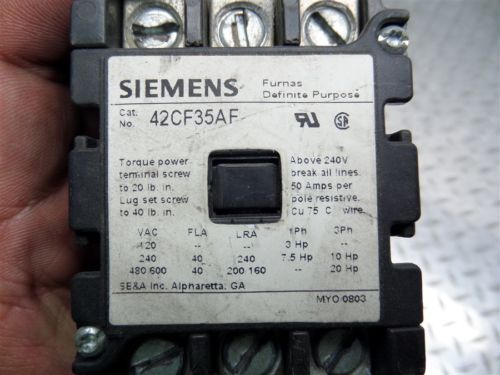 SIEMENS
Furnas
Definite Purpose
Cat.
No. 42CF35AF
Torque power
terminal screw
to 20 lb. in.
Lug set screw
to 40 lb. in.
Above 240V
break all lines.
50 Amps per
pole resistive.
Cu 75 C wire.
VAC FLA LRA 1Ph 3Ph
120 -- -- 3 Hp --
240 40 240 7.5 Hp 10 Hp
480 600 40 200 160 -- 20 Hp
SE&A Inc. Alpharetta, GA
MYO 0803